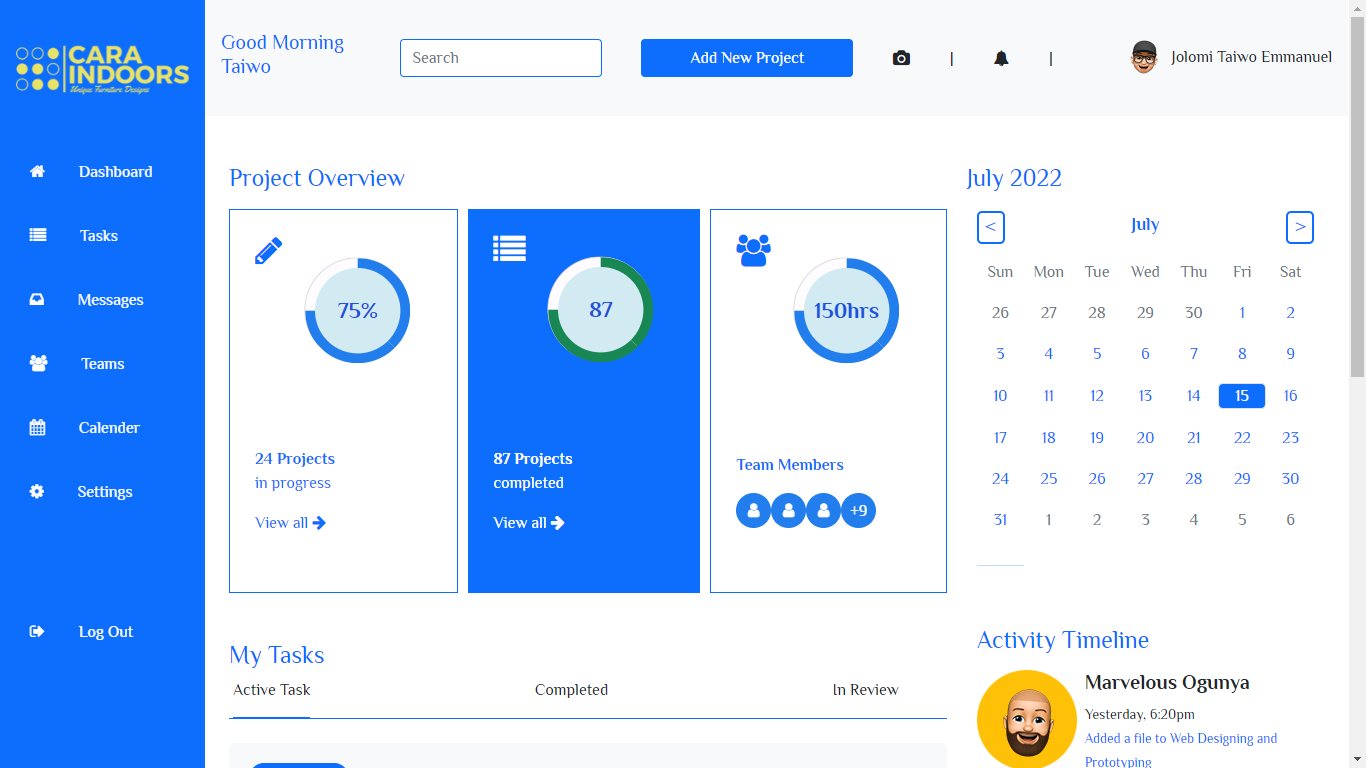 CARA
INDOORS
Unique Furniture Designs
Dashboard
Tasks
Messages
Teams
Calender
Settings
Log Out
Good Morning
Taiwo
Search
Add New Project
|
|
Jolomi Taiwo Emmanuel
Project Overview
75%
24 Projects
in progress
View all
87
87 Projects
completed
View all
150hrs
Team Members
+9
July 2022
< July >
Sun Mon Tue Wed Thu Fri Sat
26 27 28 29 30 1 2
3 4 5 6 7 8 9
10 11 12 13 14 15 16
17 18 19 20 21 22 23
24 25 26 27 28 29 30
31 1 2 3 4 5 6
My Tasks
Active Task Completed In Review
Activity Timeline
Marvelous Ogunya
Yesterday, 6:20pm
Added a file to Web Designing and
Prototyping